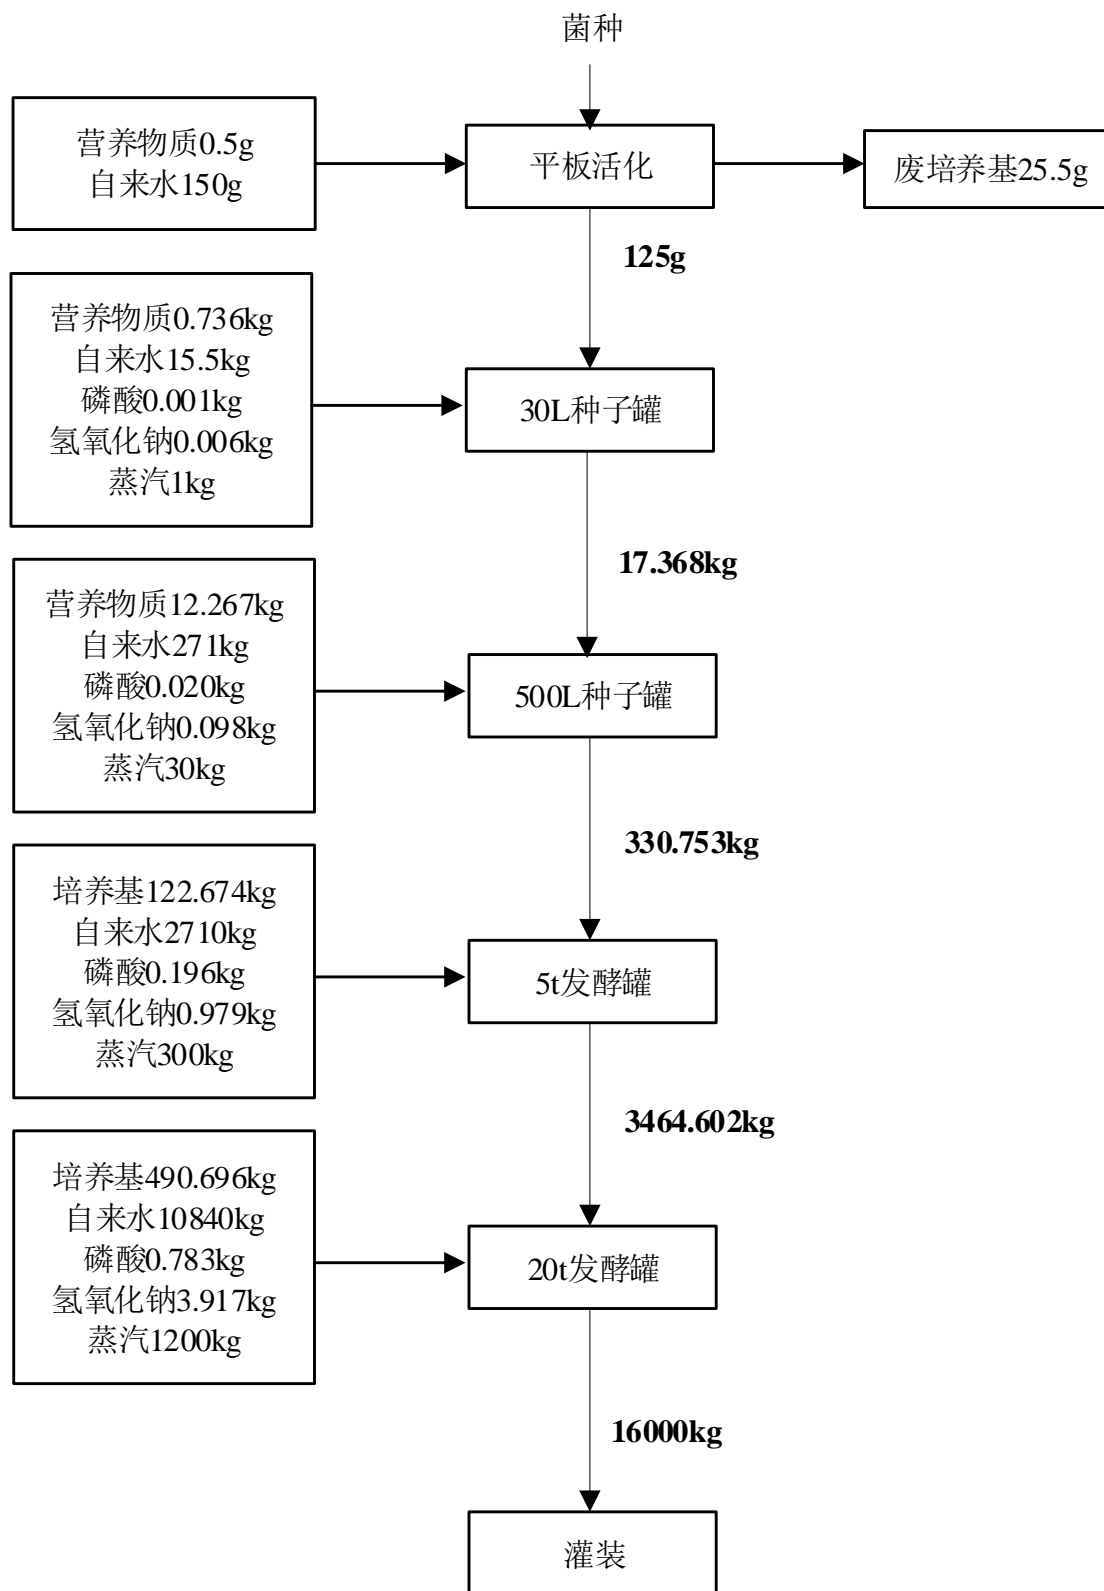 菌种
营养物质0.5g
自来水150g
平板活化
废培养基25.5g
125g
营养物质0.736kg
自来水15.5kg
磷酸0.001kg
氢氧化钠0.006kg
蒸汽1kg
30L种子罐
17.368kg
营养物质12.267kg
自来水271kg
磷酸0.020kg
氢氧化钠0.098kg
蒸汽30kg
500L种子罐
330.753kg
培养基122.674kg
自来水2710kg
磷酸0.196kg
氢氧化钠0.979kg
蒸汽300kg
5t发酵罐
3464.602kg
培养基490.696kg
自来水10840kg
磷酸0.783kg
氢氧化钠3.917kg
蒸汽1200kg
20t发酵罐
16000kg
灌装